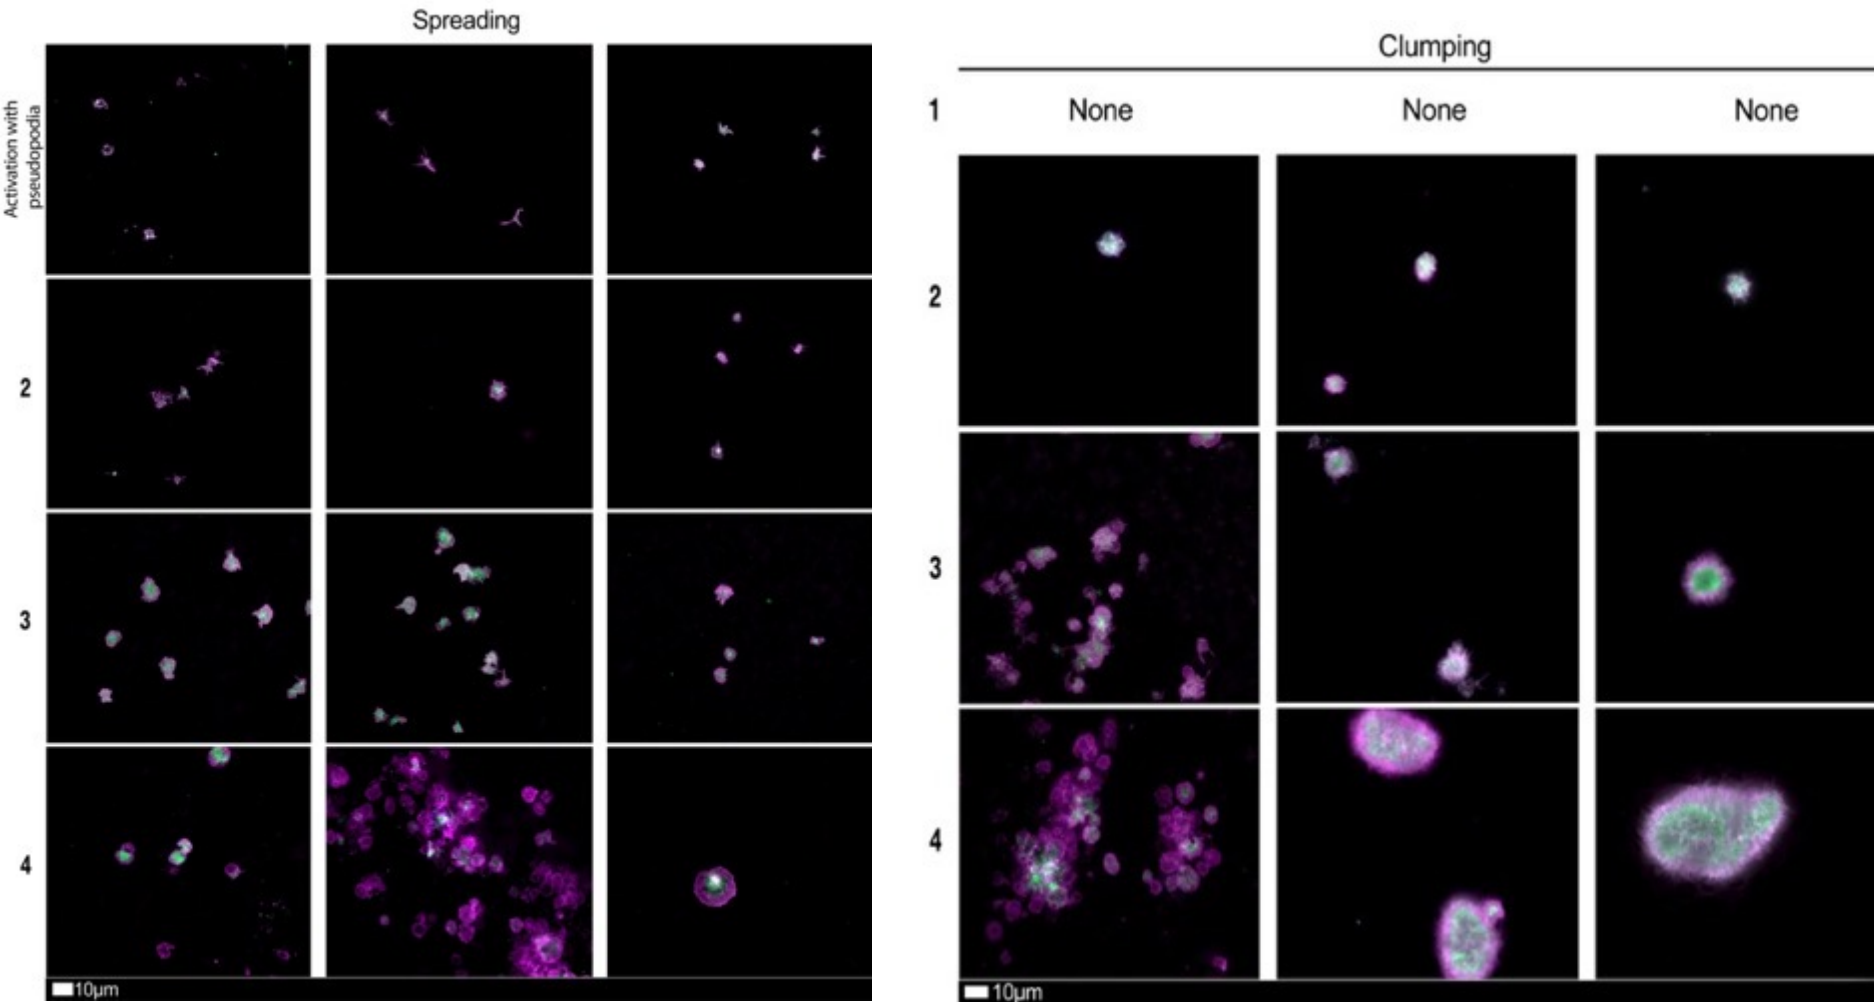 Spreading
Activation with
pseudopodia
2
3
4
10µm
Clumping
1 None None None
2
3
4
10µm